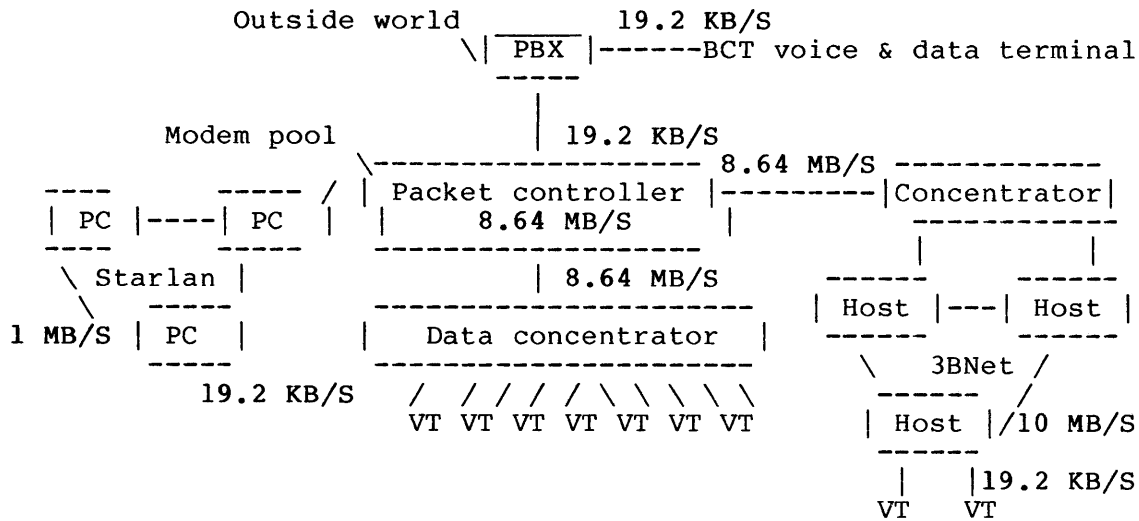 Outside world 19.2 KB/S
PBX BCT voice & data terminal
Modem pool 19.2 KB/S
8.64 MB/S
PC PC Packet controller Concentrator
8.64 MB/S
Starlan 8.64 MB/S
Host Host
1 MB/S PC Data concentrator
3BNet
19.2 KB/S
VT VT VT VT VT VT VT Host 10 MB/S
19.2 KB/S
VT VT